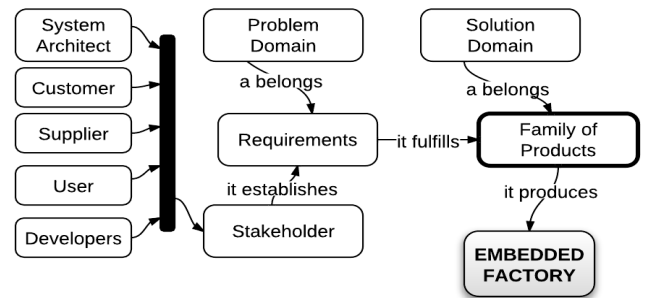 System
Architect
Customer
Supplier
User
Developers
Problem
Domain
a belongs
Requirements
it establishes
Stakeholder
it fulfills
Solution
Domain
a belongs
Family of
Products
it produces
EMBEDDED
FACTORY